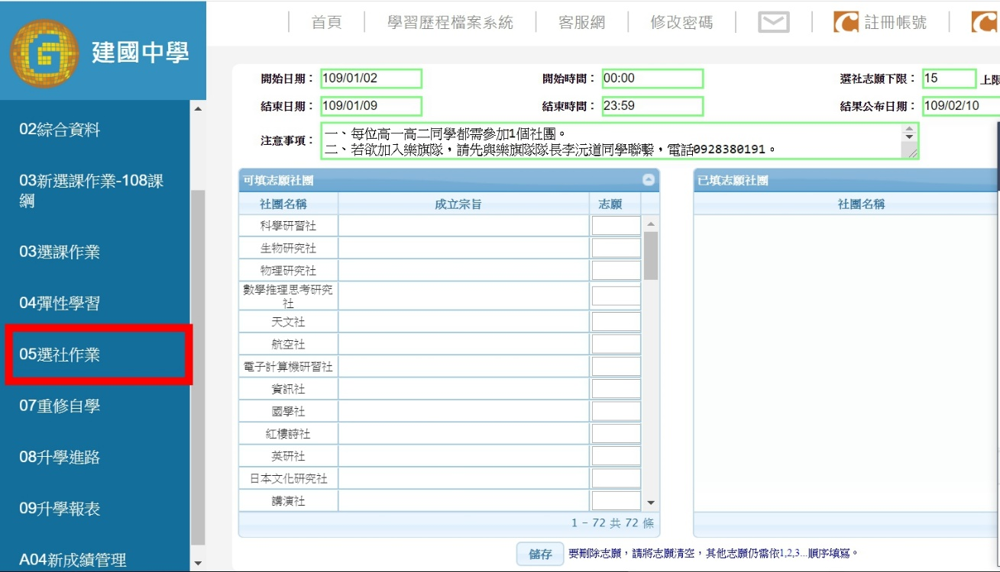 首頁 學習歷程檔案系統 客服網 修改密碼 註冊帳號
建國中學
02綜合資料
03新選課作業-108課
綱
03選課作業
04彈性學習
05選社作業
07重修自學
08升學進路
09升學報表
A04新成績管理
開始日期： 109/01/02 開始時間： 00:00 選社志願下限： 15 上限
結束日期： 109/01/09 結束時間： 23:59 結果公布日期： 109/02/10
注意事項： 一、每位高一高二同學都需參加1個社團。
二、若欲加入樂旗隊，請先與樂旗隊隊長李沅道同學聯繫，電話0928380191。
可填志願社團
社團名稱 成立宗旨 志願
科學研習社
生物研究社
物理研究社
數學推理思考研究
社
天文社
航空社
電子計算機研習社
資訊社
國學社
紅樓詩社
英研社
日本文化研究社
講演社
1 - 72 共 72 條
已填志願社團
社團名稱
儲存 要刪除志願，請將志願清空，其他志願仍需依1,2,3...順序填寫。